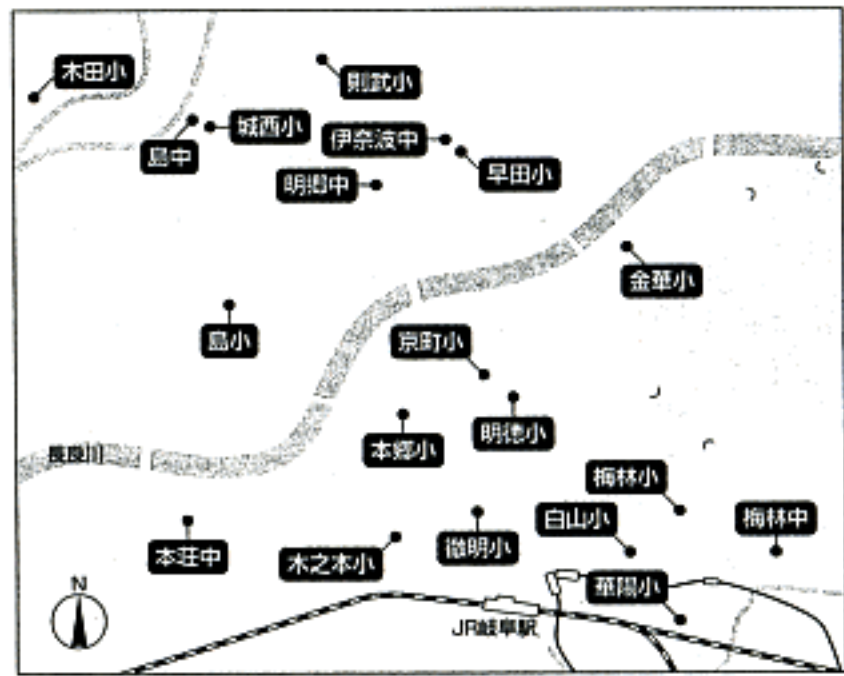 木田小
則武小
島中
城西小
伊奈波中
早田小
明郷中
金華小
島小
京町小
明徳小
本郷小
長良川
梅林小
白山小
梅林中
本荘中
木之本小
徹明小
華陽小
N
JR岐阜駅